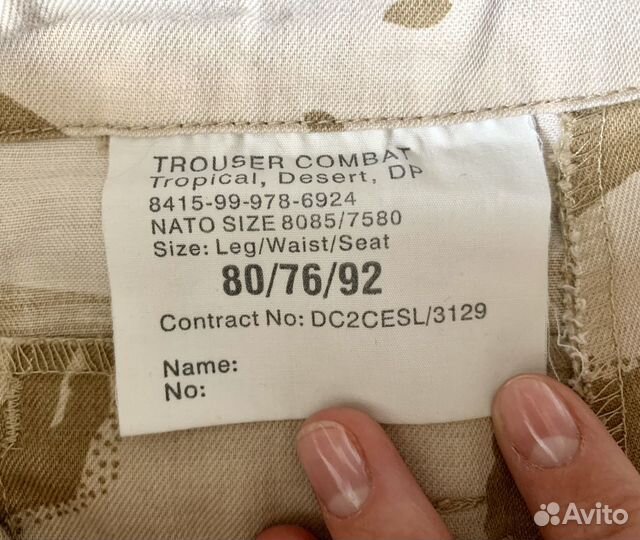 TROUSER COMBAT
Tropical, Desert, DP
8415-99-978-6924
NATO SIZE 8085/7580
Size: Leg/Waist/Seat
80/76/92
Contract No: DC2CESL/3129
Name:
No:
Avito